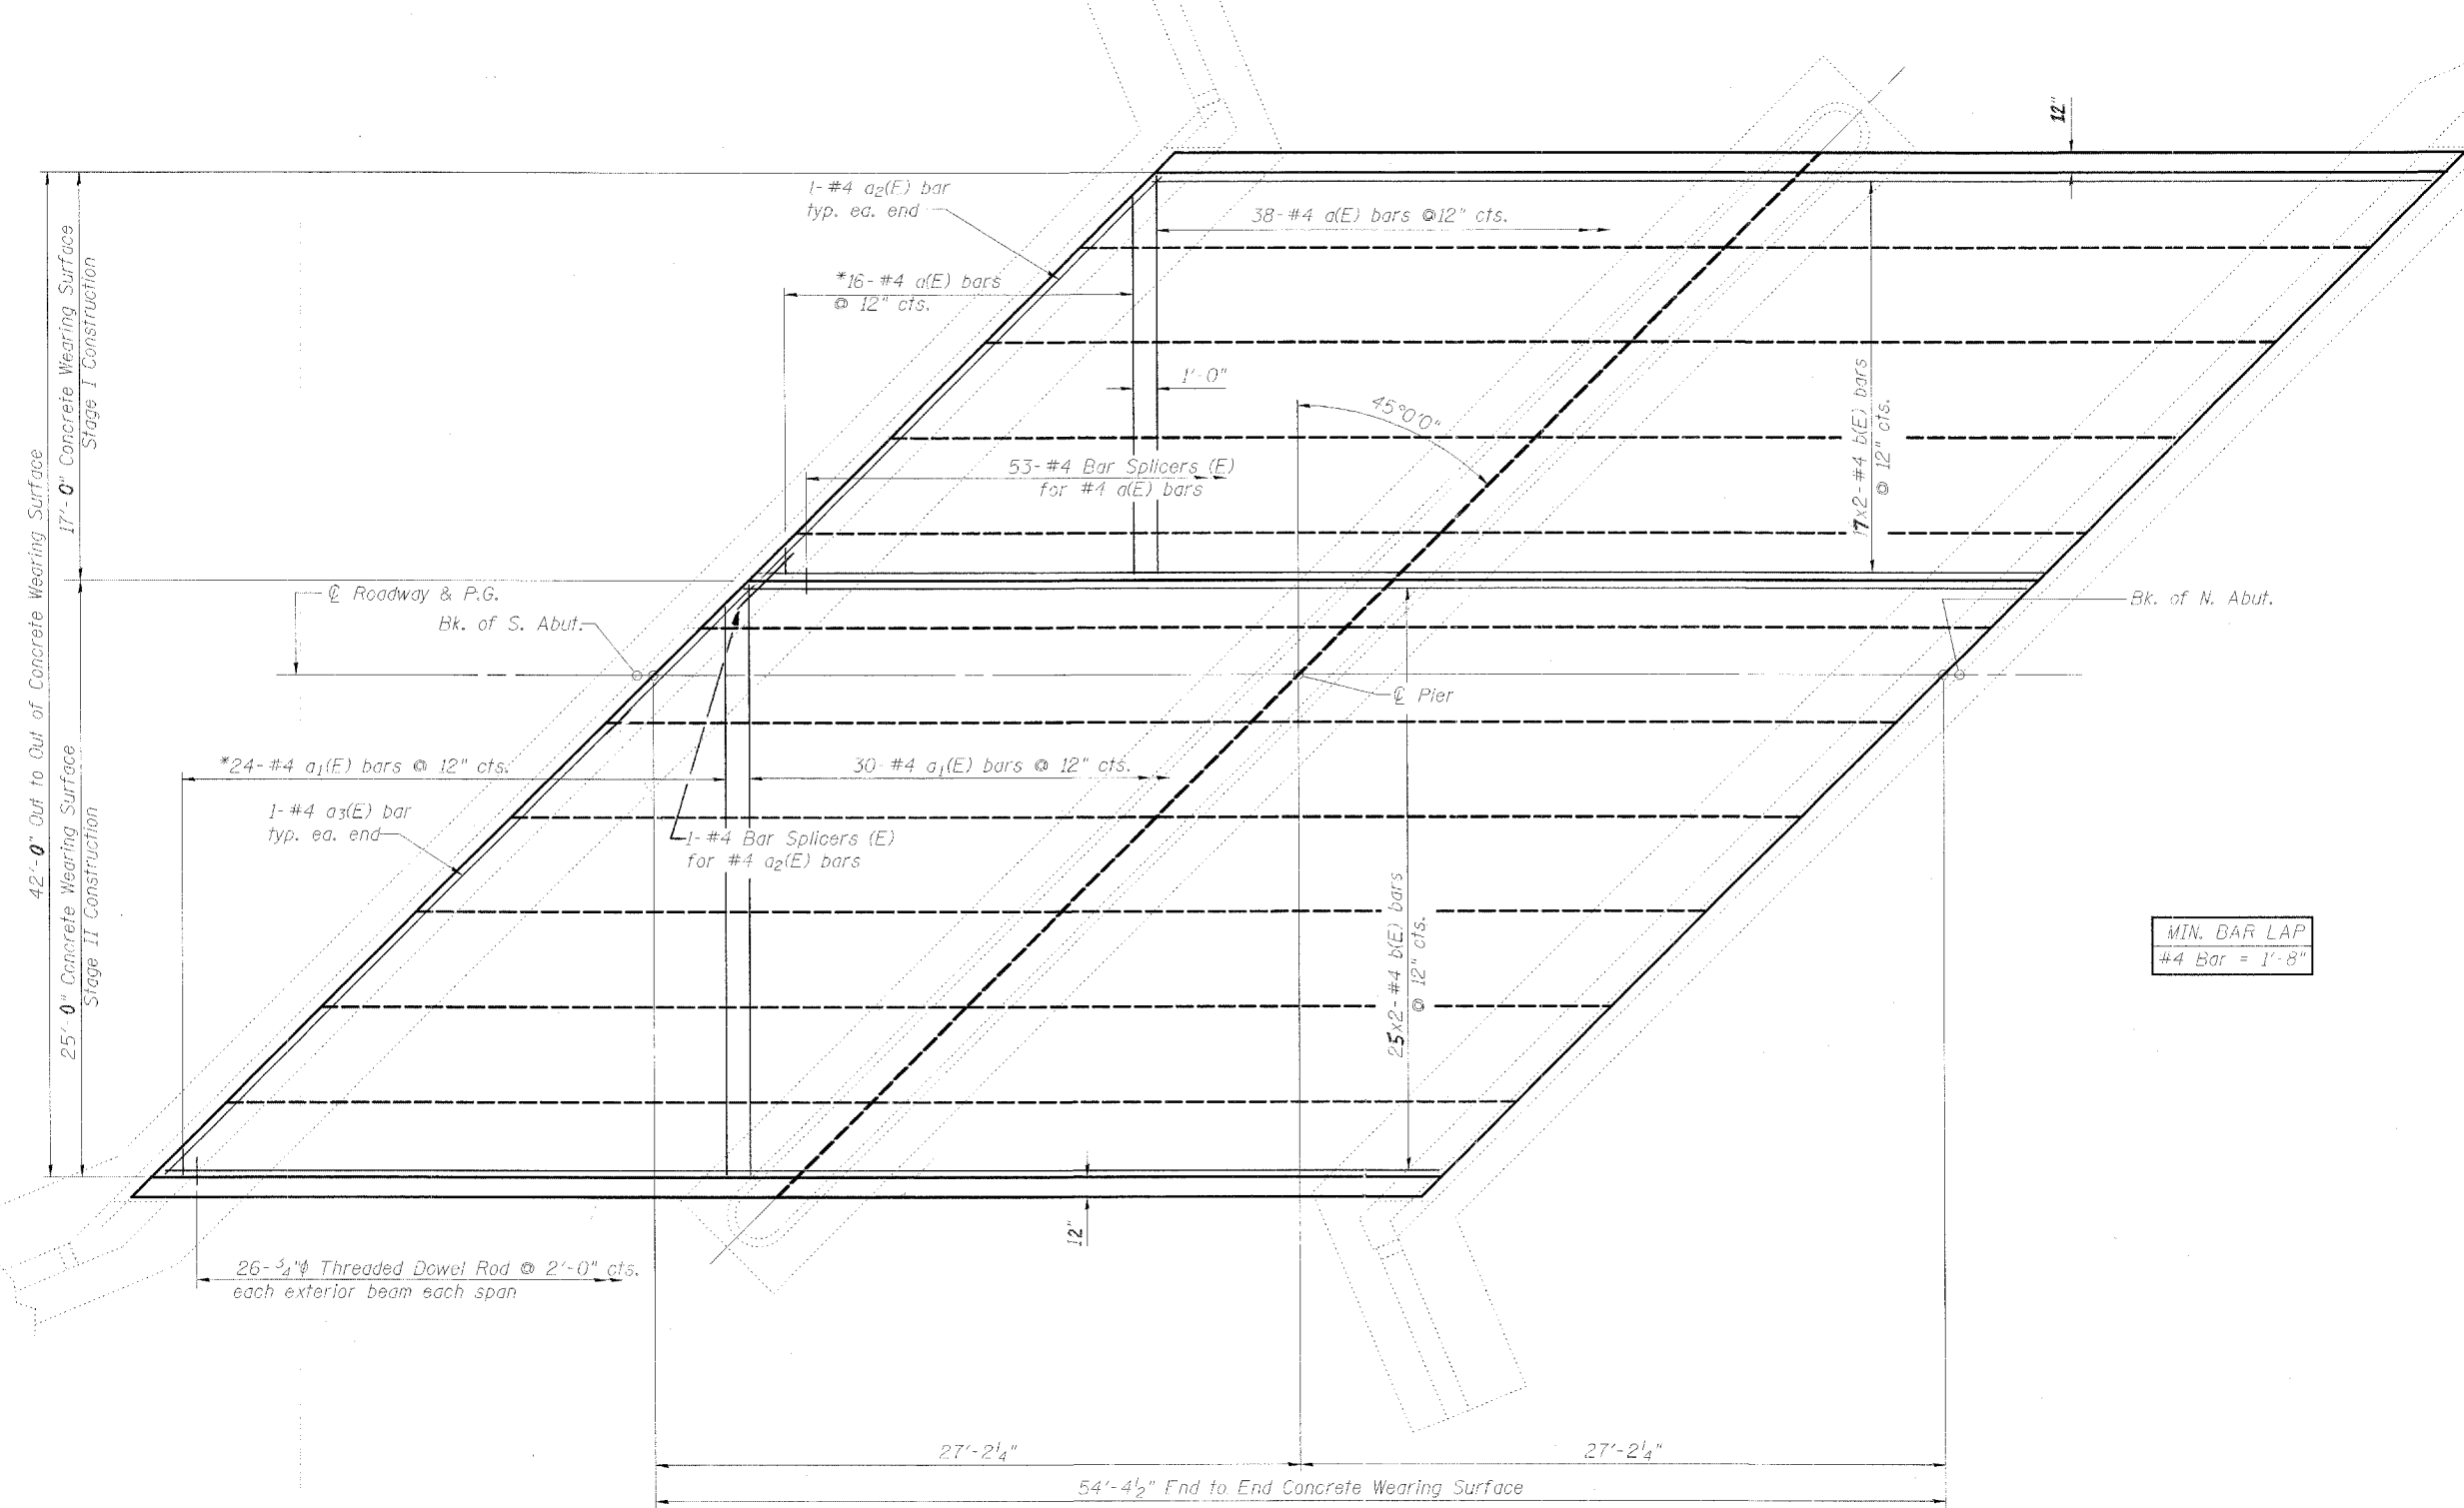 12"
1-#4 a2(E) bar
typ. ea. end
38-#4 a(E) bars @12" cts.
*16-#4 a(E) bars
@ 12" cts.
1'-0"
45°0'0"
17x2-#4 b(E) bars
@ 12" cts.
53-#4 Bar Splicers (E)
for #4 a(E) bars
42'-0" Out to Out of Concrete Wearing Surface
17'-0" Concrete Wearing Surface
Stage I Construction
℄ Roadway & P.G.
Bk. of S. Abut.
Bk. of N. Abut.
℄ Pier
*24-#4 a1(E) bars @ 12" cts.
30-#4 a1(E) bars @ 12" cts.
1-#4 a3(E) bar
typ. ea. end
1-#4 Bar Splicers (E)
for #4 a2(E) bars
25'-0" Concrete Wearing Surface
Stage II Construction
25x2-#4 b(E) bars
@ 12" cts.
MIN. BAR LAP
#4 Bar = 1'-8"
12"
26-3/4"ϕ Threaded Dowel Rod @ 2'-0" cts.
each exterior beam each span
27'-2 1/4"
27'-2 1/4"
54'-4 1/2" End to End Concrete Wearing Surface